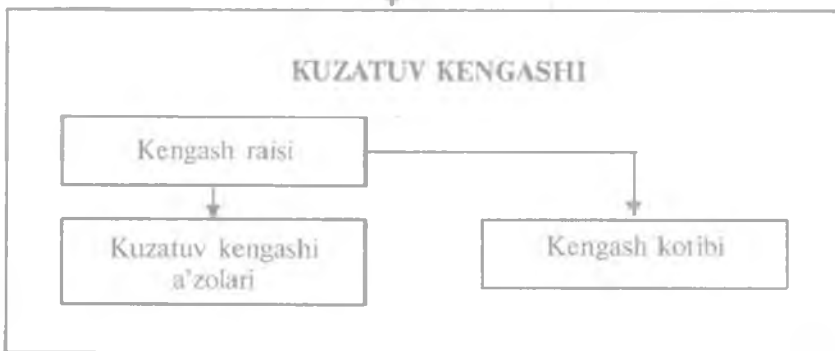 KUZATUV KENGASHI
Kengash raisi
Kuzatuv kengashi
a'zolari
Kengash kotibi